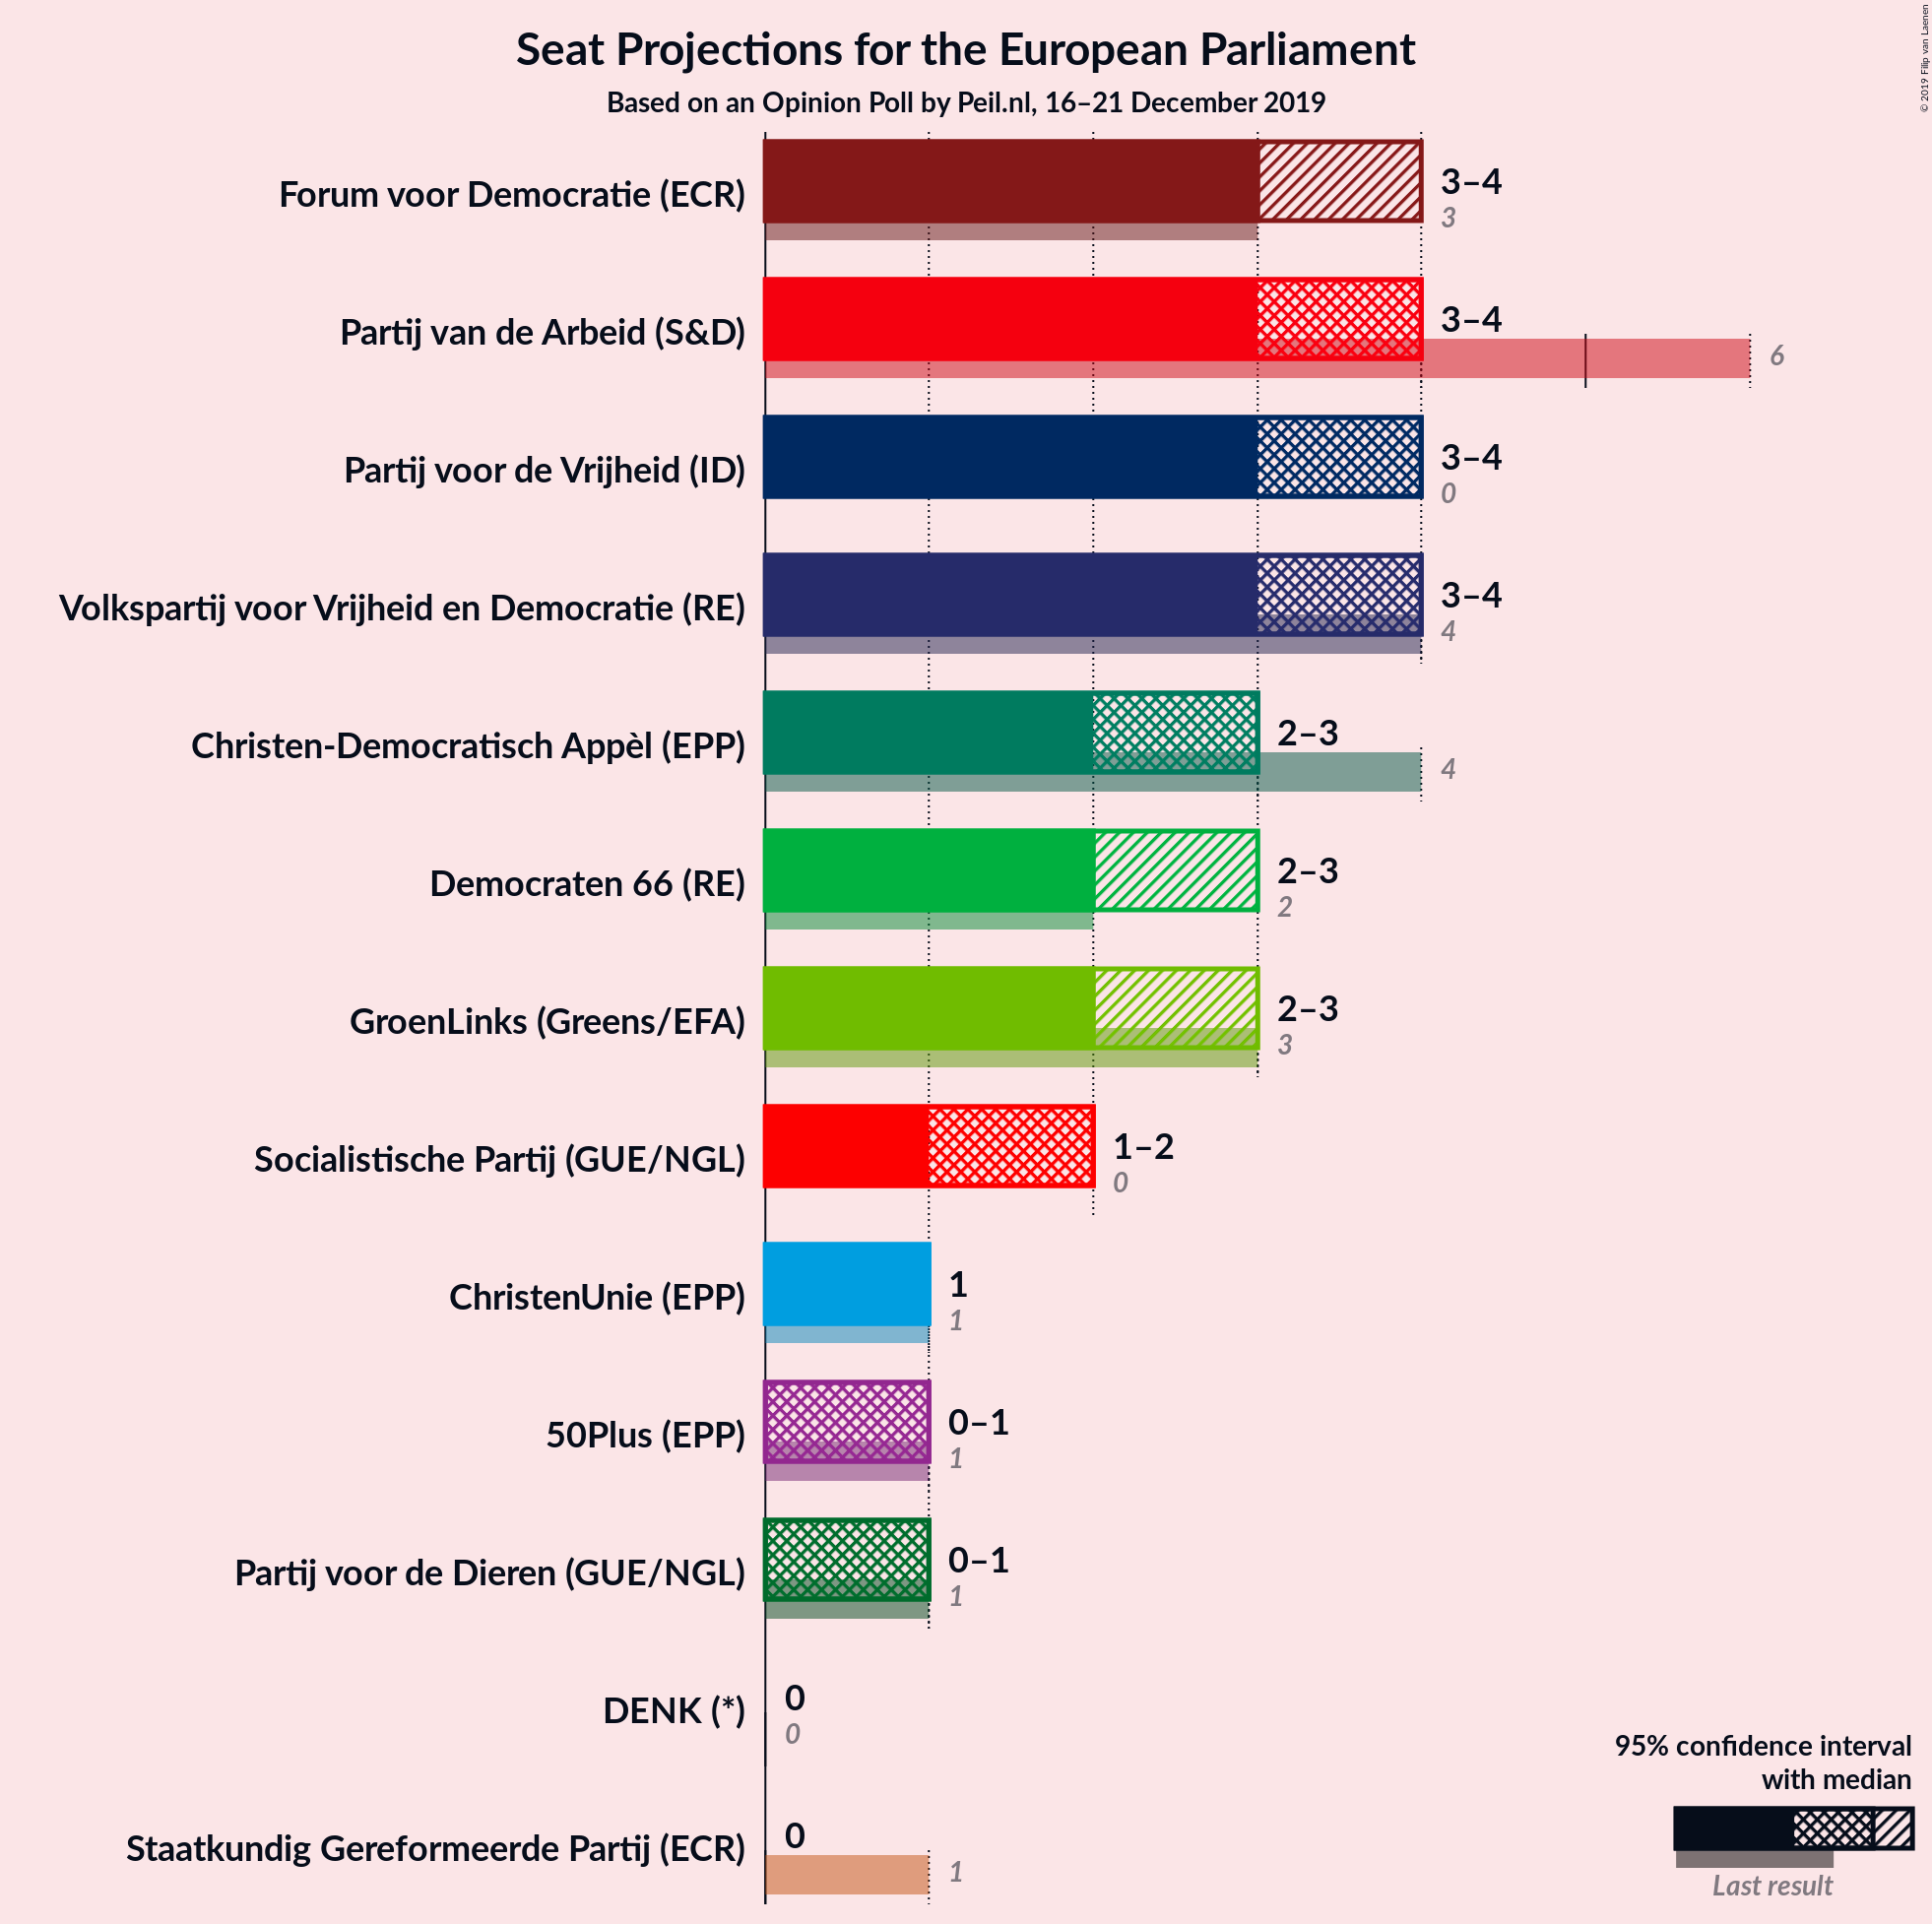 Seat Projections for the European Parliament
Based on an Opinion Poll by Peil.nl, 16–21 December 2019
© 2019 Filip van Laenen
Forum voor Democratie (ECR)
3–4
3
Partij van de Arbeid (S&D)
3–4
6
Partij voor de Vrijheid (ID)
3–4
0
Volkspartij voor Vrijheid en Democratie (RE)
3–4
4
Christen-Democratisch Appèl (EPP)
2–3
4
Democraten 66 (RE)
2–3
2
GroenLinks (Greens/EFA)
2–3
3
Socialistische Partij (GUE/NGL)
1–2
0
ChristenUnie (EPP)
1
1
50Plus (EPP)
0–1
1
Partij voor de Dieren (GUE/NGL)
0–1
1
DENK (*)
0
0
Staatkundig Gereformeerde Partij (ECR)
0
1
95% confidence interval
with median
Last result